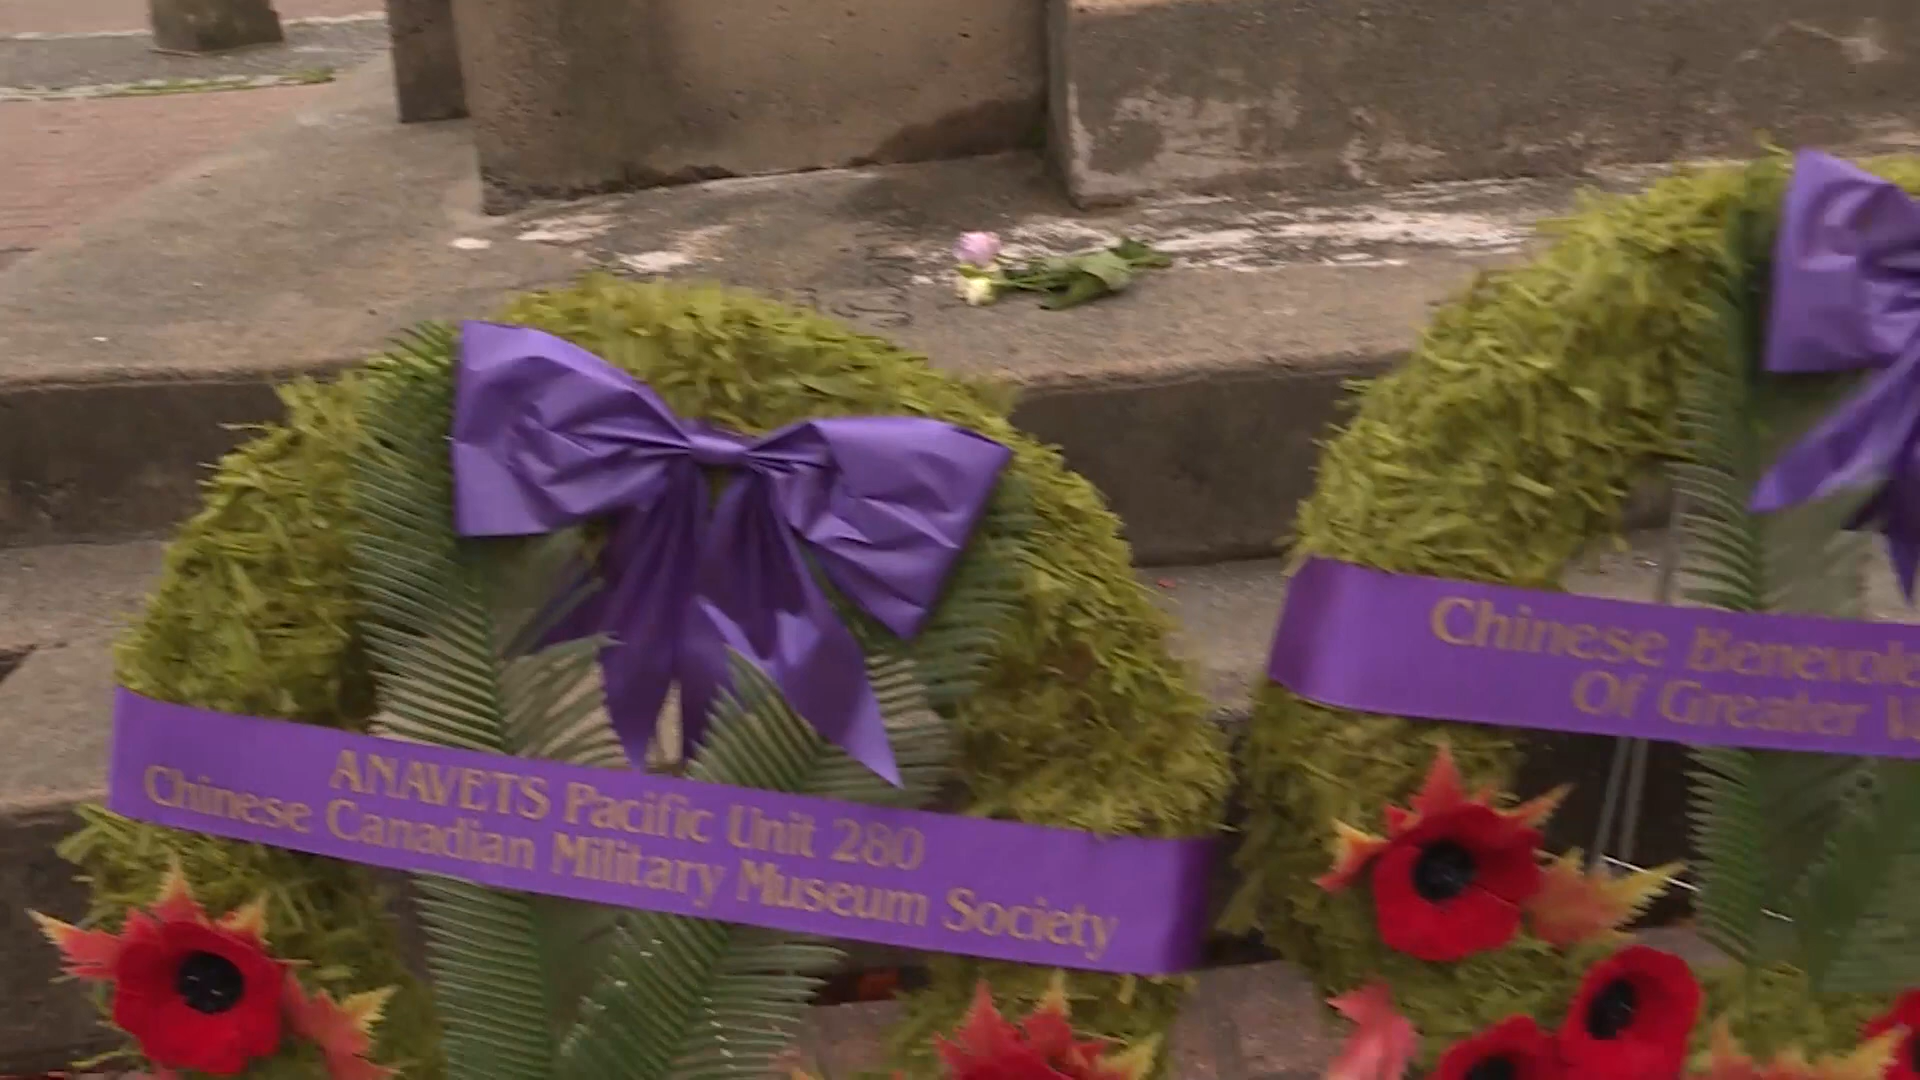 ANAVETS Pacific Unit 280
Chinese Canadian Military Museum Society
Chinese
Of Greater